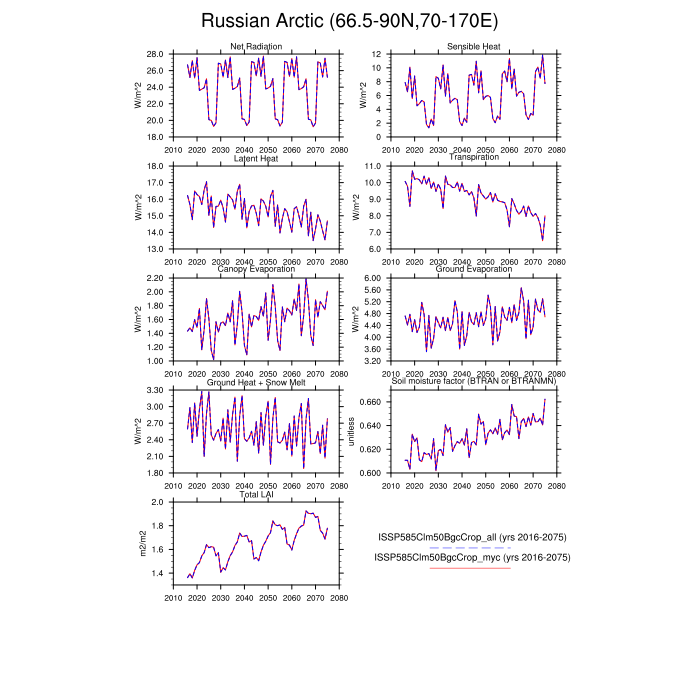 Russian Arctic (66.5-90N,70-170E)
Net Radiation
W/m^2
28.0
26.0
24.0
22.0
20.0
18.0
2010 2020 2030 2040 2050 2060 2070 2080
Sensible Heat
W/m^2
12
10
8
6
4
2
0
2010 2020 2030 2040 2050 2060 2070 2080
Latent Heat
W/m^2
18.0
17.0
16.0
15.0
14.0
13.0
2010 2020 2030 2040 2050 2060 2070 2080
Transpiration
W/m^2
11.0
10.0
9.0
8.0
7.0
6.0
2010 2020 2030 2040 2050 2060 2070 2080
Canopy Evaporation
W/m^2
2.20
2.00
1.80
1.60
1.40
1.20
1.00
2010 2020 2030 2040 2050 2060 2070 2080
Ground Evaporation
W/m^2
6.00
5.60
5.20
4.80
4.40
4.00
3.60
3.20
2010 2020 2030 2040 2050 2060 2070 2080
Ground Heat + Snow Melt
W/m^2
3.30
3.00
2.70
2.40
2.10
1.80
2010 2020 2030 2040 2050 2060 2070 2080
Soil moisture factor (BTRAN or BTRANMN)
unitless
0.660
0.640
0.620
0.600
2010 2020 2030 2040 2050 2060 2070 2080
Total LAI
m2/m2
2.0
1.8
1.6
1.4
2010 2020 2030 2040 2050 2060 2070 2080
ISSP585Clm50BgcCrop_all (yrs 2016-2075)
ISSP585Clm50BgcCrop_myc (yrs 2016-2075)